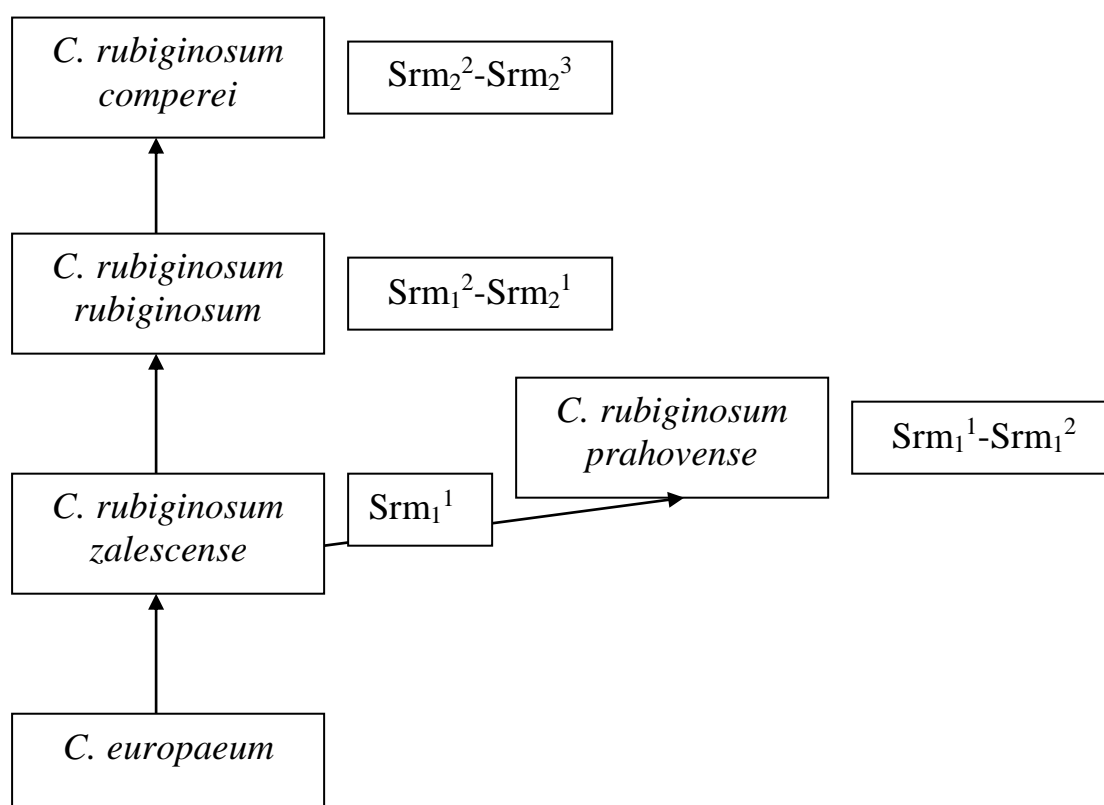 C. rubiginosum
comperei
Srm₂²-Srm₂³
C. rubiginosum
rubiginosum
Srm₁²-Srm₂¹
C. rubiginosum
prahovense
Srm₁¹-Srm₁²
C. rubiginosum
zalescense
Srm₁¹
C. europaeum